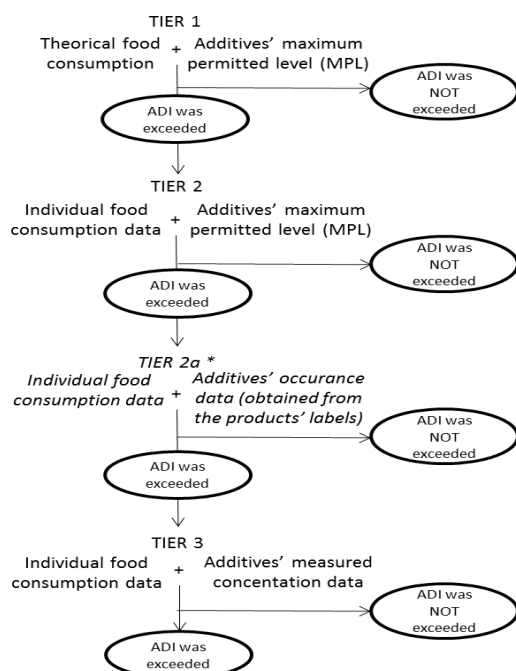 TIER 1
Theorical food + Additives’ maximum
consumption permitted level (MPL)
ADI was
NOT
exceeded
ADI was
exceeded
TIER 2
Individual food + Additives’ maximum
consumption data permitted level (MPL)
ADI was
NOT
exceeded
ADI was
exceeded
TIER 2a *
Individual food + Additives’ occurance
consumption data data (obtained from
the products’ labels)
ADI was
NOT
exceeded
ADI was
exceeded
TIER 3
Individual food + Additives’ measured
consumption data concentation data
ADI was
NOT
exceeded
ADI was
exceeded